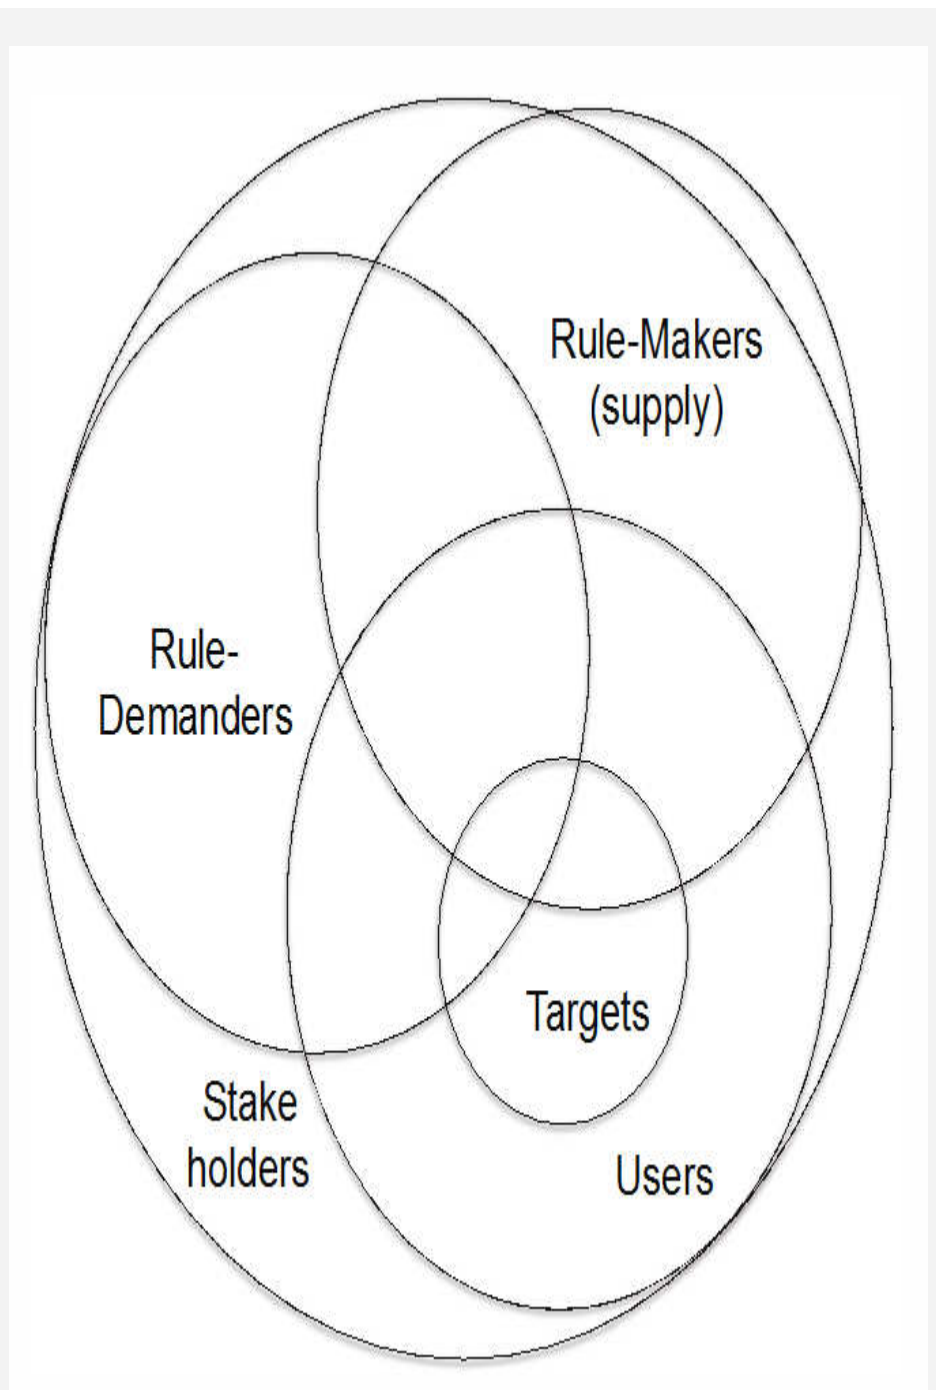 Rule-Makers
(supply)
Rule-
Demanders
Targets
Stake
holders
Users